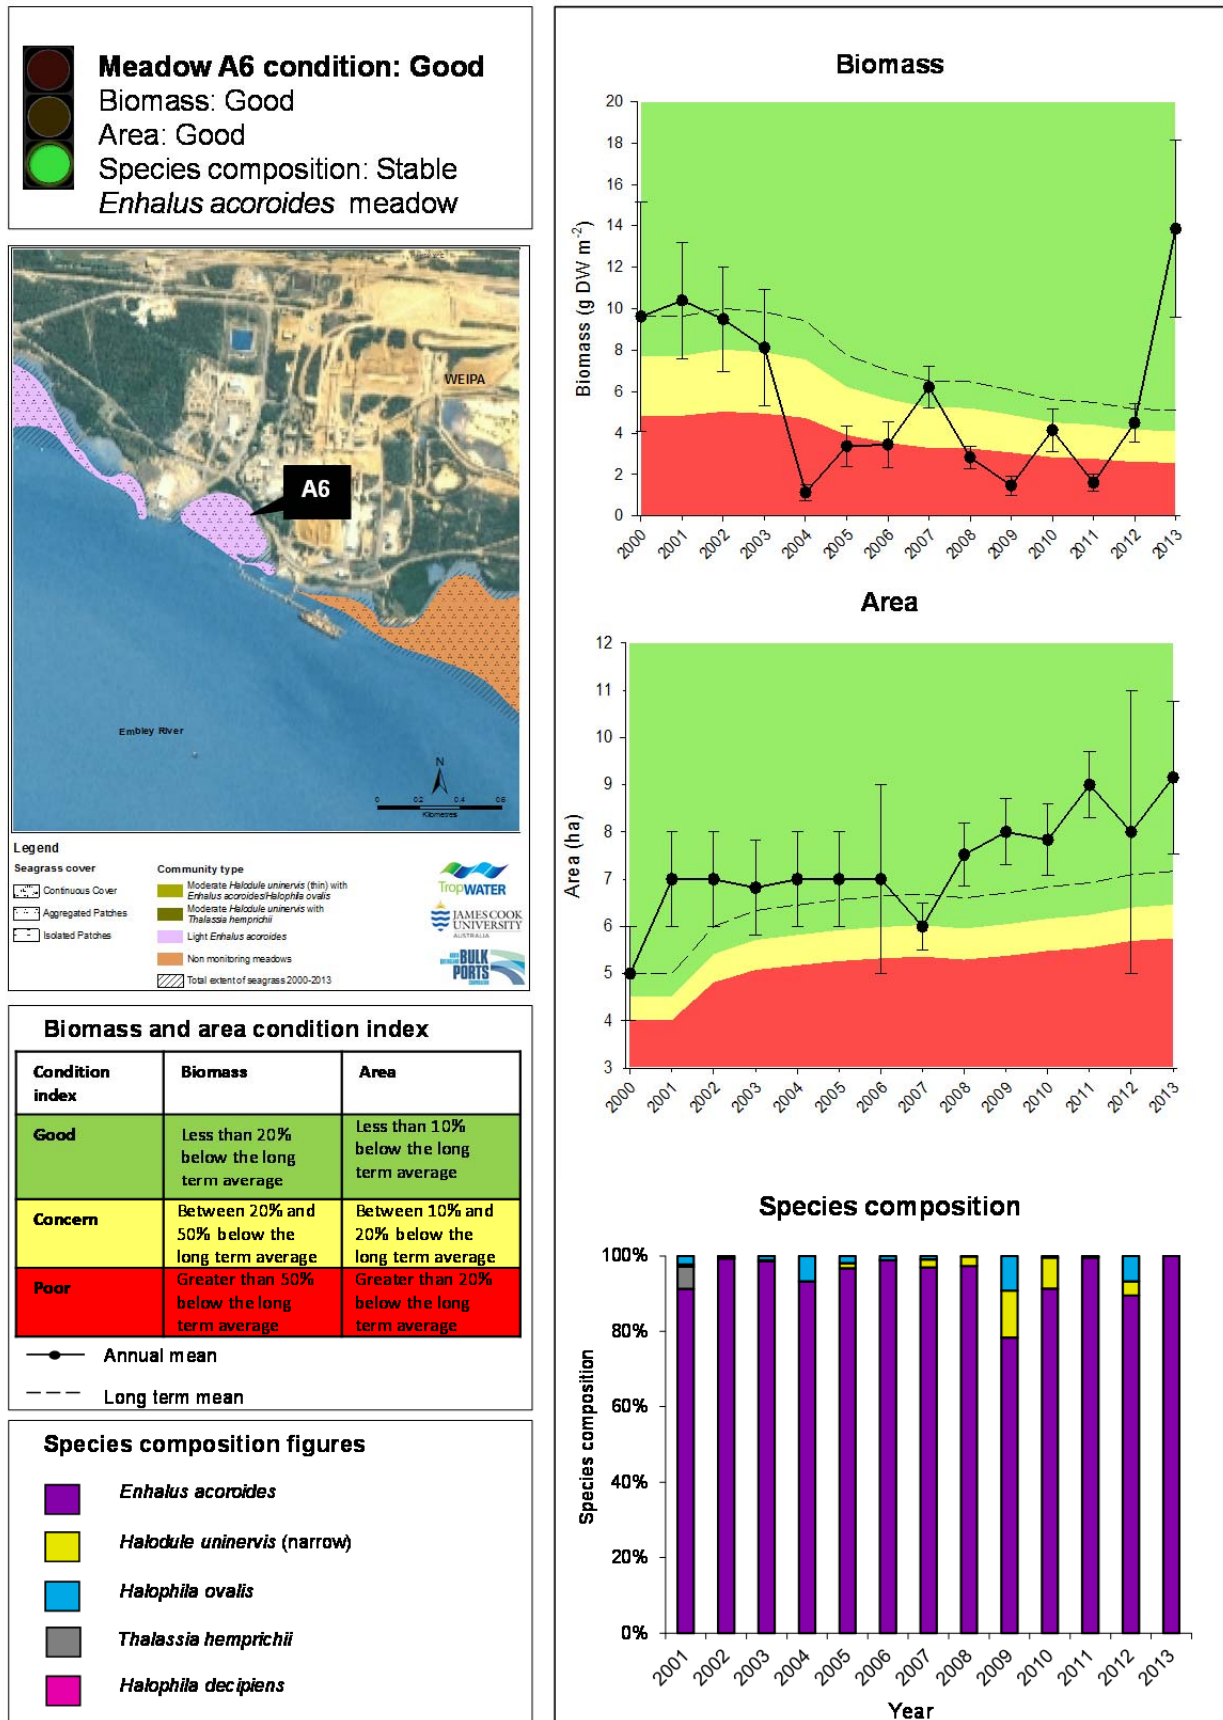 Meadow A6 condition: Good
Biomass: Good
Area: Good
Species composition: Stable
Enhalus acoroides meadow
WEIPA
A6
Embley River
N
0 0.2 0.4 0.6
Kilometres
Legend
Seagrass cover
Continuous Cover
Aggregated Patches
Isolated Patches
Community type
Moderate Halodule uninervis (thin) with
Enhalus acoroides/Halophila ovalis
Moderate Halodule uninervis with
Thalassia hemprichii
Light Enhalus acoroides
Non monitoring meadows
Total extent of seagrass 2000-2013
TropWATER
JAMES COOK
UNIVERSITY
AUSTRALIA
BULK
PORTS
Biomass and area condition index
Condition index Biomass Area
Good
Less than 20%
below the long
term average
Less than 10%
below the long
term average
Concern
Between 20% and
50% below the
long term average
Between 10% and
20% below the
long term average
Poor
Greater than 50%
below the long
term average
Greater than 20%
below the long
term average
Annual mean
Long term mean
Species composition figures
Enhalus acoroides
Halodule uninervis (narrow)
Halophila ovalis
Thalassia hemprichii
Halophila decipiens
Biomass
Biomass (g DW m-2)
20
18
16
14
12
10
8
6
4
2
0
2000 2001 2002 2003 2004 2005 2006 2007 2008 2009 2010 2011 2012 2013
Area
Area (ha)
12
11
10
9
8
7
6
5
4
3
2000 2001 2002 2003 2004 2005 2006 2007 2008 2009 2010 2011 2012 2013
Species composition
Species composition
100%
80%
60%
40%
20%
0%
2001 2002 2003 2004 2005 2006 2007 2008 2009 2010 2011 2012 2013
Year